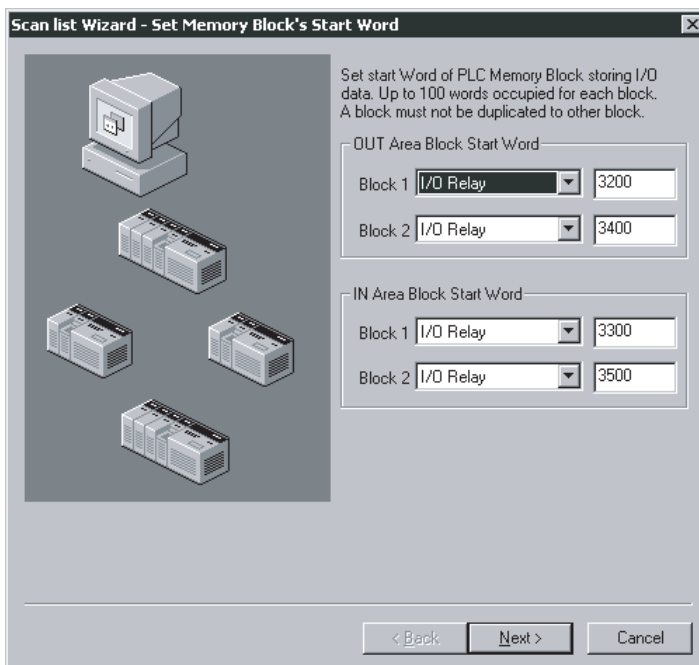 Scan list Wizard - Set Memory Block's Start Word
Set start Word of PLC Memory Block storing I/O
data. Up to 100 words occupied for each block.
A block must not be duplicated to other block.
OUT Area Block Start Word
Block 1 I/O Relay 3200
Block 2 I/O Relay 3400
IN Area Block Start Word
Block 1 I/O Relay 3300
Block 2 I/O Relay 3500
< Back Next > Cancel